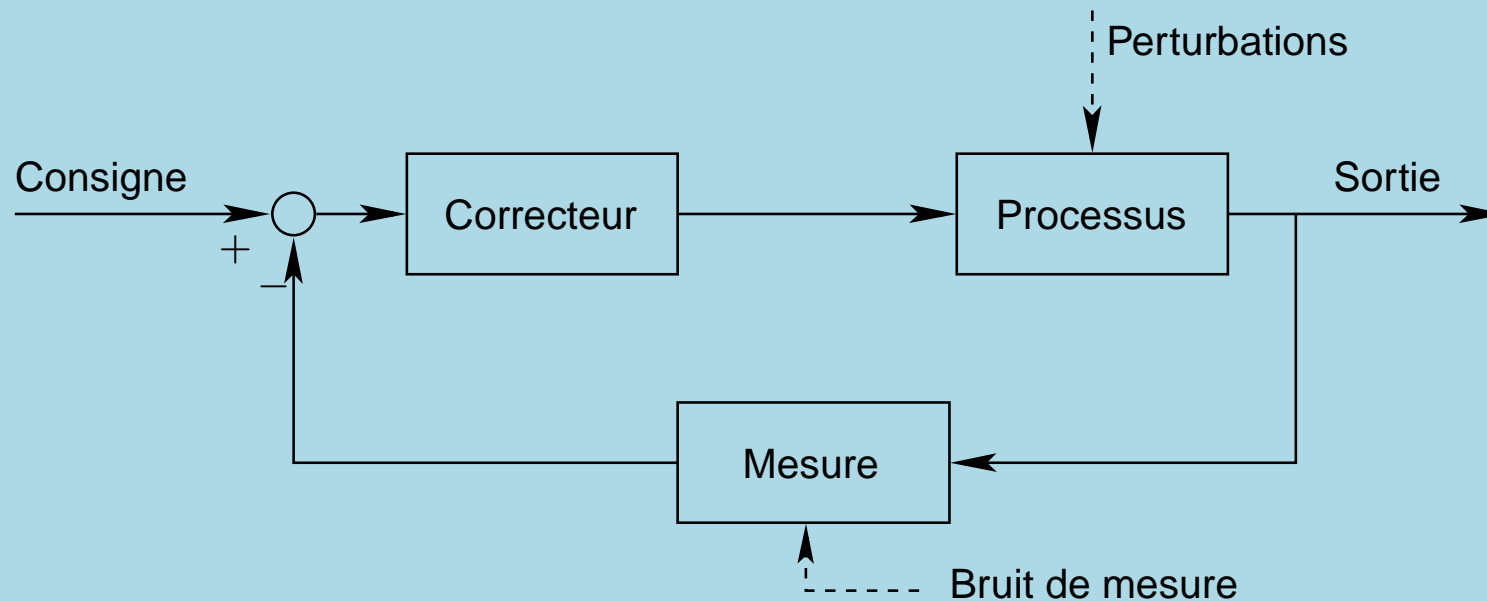 Perturbations
Consigne
Sortie
Correcteur
Processus
+
−
Mesure
Bruit de mesure